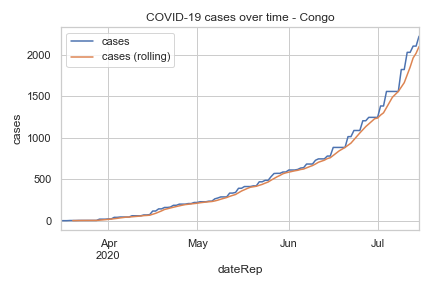 COVID-19 cases over time - Congo
cases
cases (rolling)
2000
1500
1000
500
0
cases
Apr
2020
May
Jun
Jul
dateRep